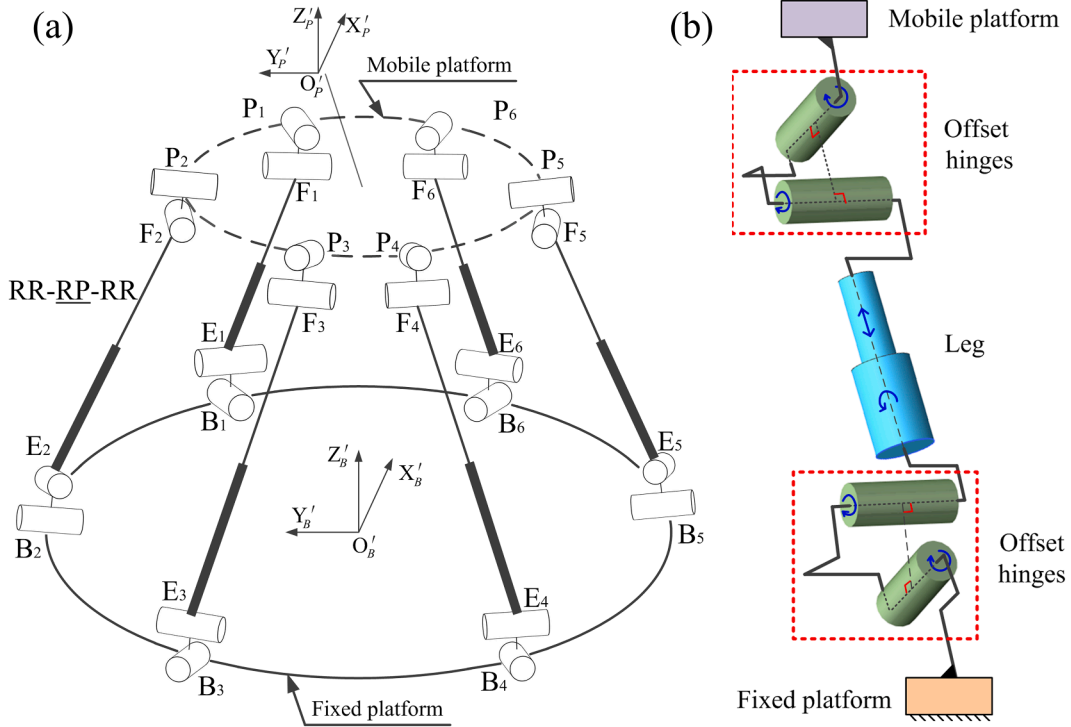 (a)
Z′P
X′P
Y′P
O′P
Mobile platform
P1
P6
P2
P5
F1
F6
F2
F5
P3
P4
RR-RP-RR
F3
F4
E1
E6
B1
B6
E2
E5
Z′B
X′B
Y′B
O′B
B2
B5
E3
E4
B3
B4
Fixed platform
(b)
Mobile platform
Offset
hinges
Leg
Offset
hinges
Fixed platform